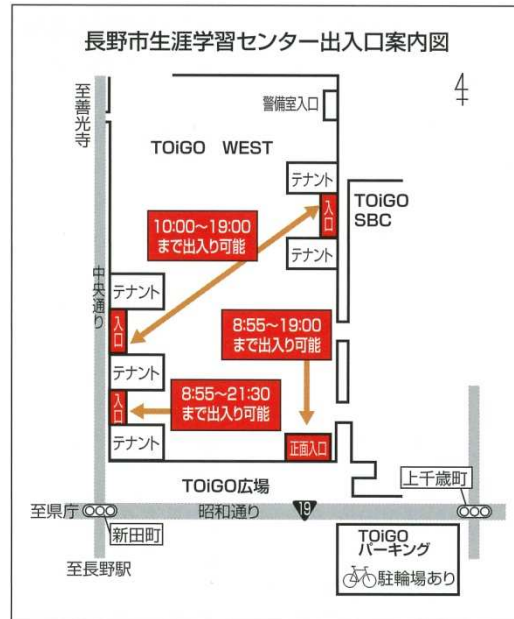 長野市生涯学習センター出入口案内図
至善光寺
警備室入口
TOiGO WEST
テナント
入口
テナント
TOiGO
SBC
10:00～19:00
まで出入り可能
中央通り
テナント
入口
テナント
入口
テナント
8:55～19:00
まで出入り可能
8:55～21:30
まで出入り可能
正面入口
TOiGO広場
上千歳町
至県庁
昭和通り
19
新田町
至長野駅
TOiGO
パーキング
駐輪場あり